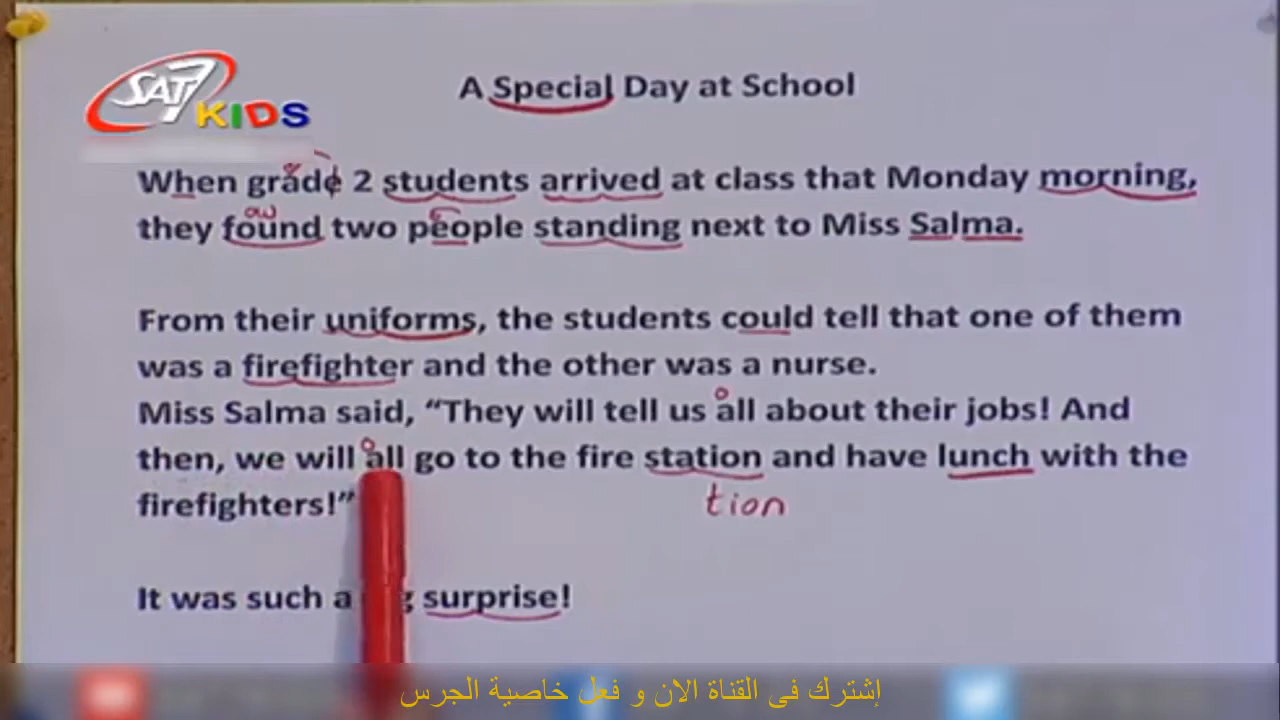 SAT7
KIDS
A Special Day at School
When grade 2 students arrived at class that Monday morning,
they found two people standing next to Miss Salma.
From their uniforms, the students could tell that one of them
was a firefighter and the other was a nurse.
Miss Salma said, “They will tell us all about their jobs! And
then, we will all go to the fire station and have lunch with the
firefighters!”
tion
It was such a surprise!
إشترك فى القناة الان و فعل خاصية الجرس